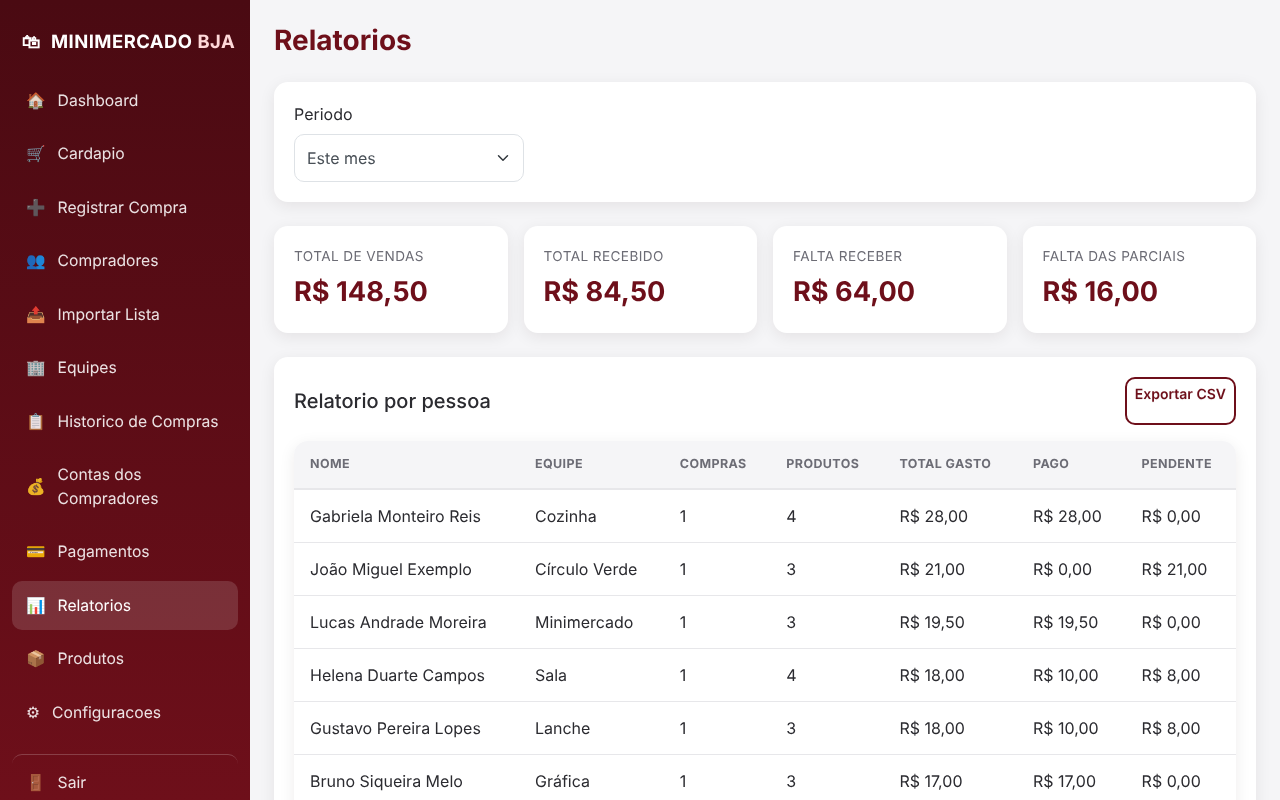 MINIMERCADO BJA
Dashboard
Cardapio
Registrar Compra
Compradores
Importar Lista
Equipes
Historico de Compras
Contas dos
Compradores
Pagamentos
Relatorios
Produtos
Configuracoes
Sair
Relatorios
Periodo
Este mes
TOTAL DE VENDAS
R$ 148,50
TOTAL RECEBIDO
R$ 84,50
FALTA RECEBER
R$ 64,00
FALTA DAS PARCIAIS
R$ 16,00
Relatorio por pessoa
Exportar CSV
NOME EQUIPE COMPRAS PRODUTOS TOTAL GASTO PAGO PENDENTE
Gabriela Monteiro Reis Cozinha 1 4 R$ 28,00 R$ 28,00 R$ 0,00
João Miguel Exemplo Círculo Verde 1 3 R$ 21,00 R$ 0,00 R$ 21,00
Lucas Andrade Moreira Minimercado 1 3 R$ 19,50 R$ 19,50 R$ 0,00
Helena Duarte Campos Sala 1 4 R$ 18,00 R$ 10,00 R$ 8,00
Gustavo Pereira Lopes Lanche 1 3 R$ 18,00 R$ 10,00 R$ 8,00
Bruno Siqueira Melo Gráfica 1 3 R$ 17,00 R$ 17,00 R$ 0,00